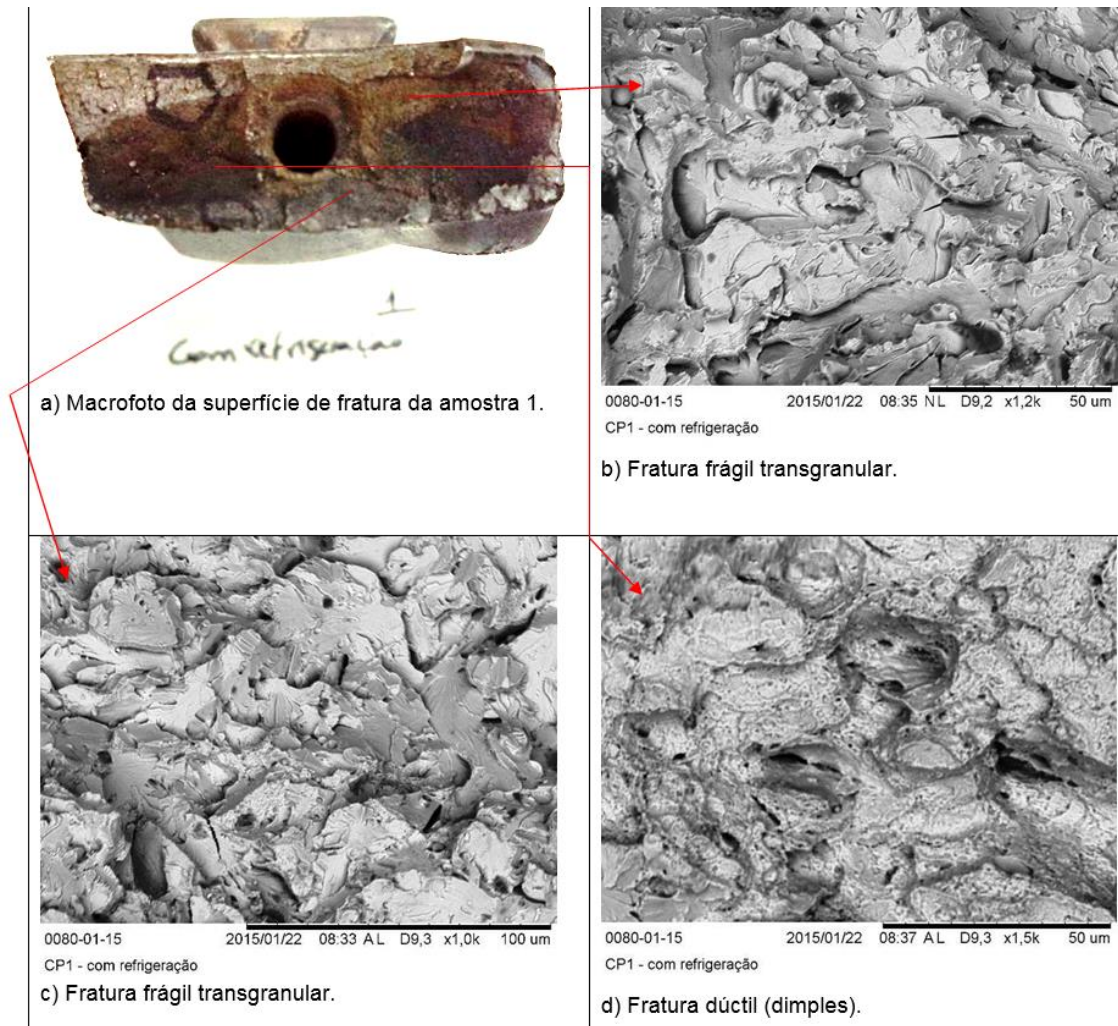 1
Com refrigeração
a) Macrofoto da superfície de fratura da amostra 1.
0080-01-15 2015/01/22 08:35 NL D9,2 x1,2k 50 um
CP1 - com refrigeração
b) Fratura frágil transgranular.
0080-01-15 2015/01/22 08:33 AL D9,3 x1,0k 100 um
CP1 - com refrigeração
c) Fratura frágil transgranular.
0080-01-15 2015/01/22 08:37 AL D9,3 x1,5k 50 um
CP1 - com refrigeração
d) Fratura dúctil (dimples).